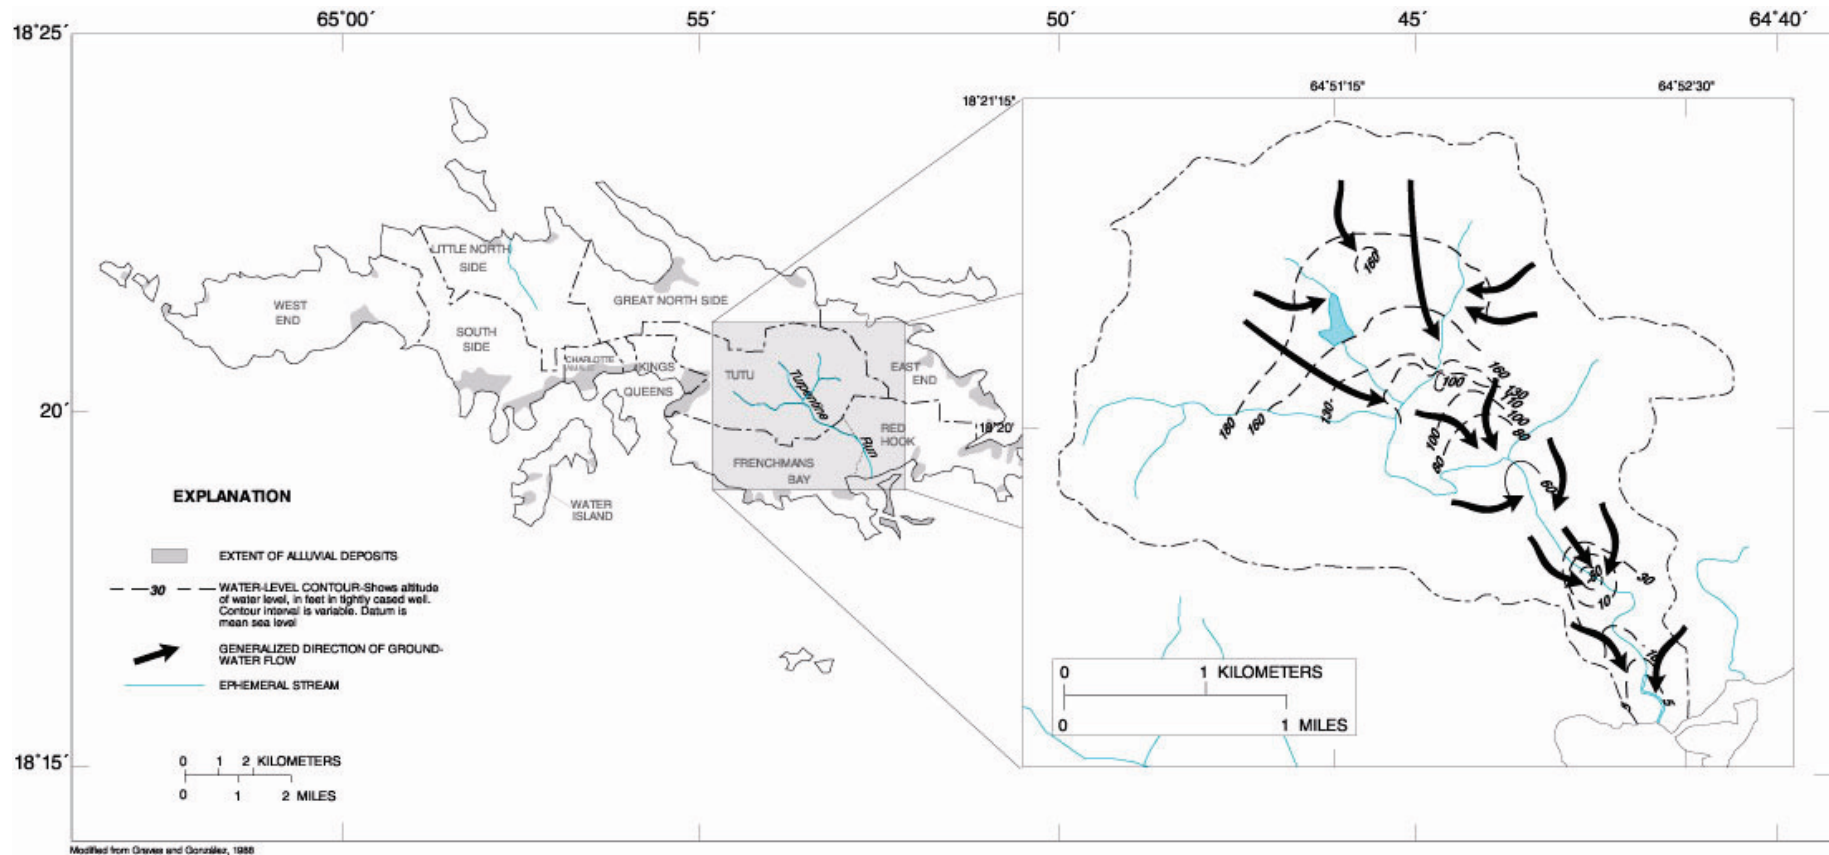 65°00´ 55´ 50´ 45´ 64°40´
18°25´
64°51'15" 64°52'30"
18°21'15"
LITTLE NORTH
SIDE
WEST
END
GREAT NORTH SIDE
SOUTH
SIDE
CHARLOTTE
KINGS
QUEENS
TUTU
EAST
END
Turpentine
Run
RED
HOOK
FRENCHMANS
BAY
WATER
ISLAND
20´
18°20'
160
160
130
110
100
80
100
180
160
130
100
80
60
30
10
10
5
5
EXPLANATION
EXTENT OF ALLUVIAL DEPOSITS
30 WATER-LEVEL CONTOUR-Shows altitude
of water level, in feet in tightly cased well.
Contour interval is variable. Datum is
mean sea level
GENERALIZED DIRECTION OF GROUND-
WATER FLOW
EPHEMERAL STREAM
0 1 KILOMETERS
0 1 MILES
18°15´
0 1 2 KILOMETERS
0 1 2 MILES
Modified from Graves and González, 1988